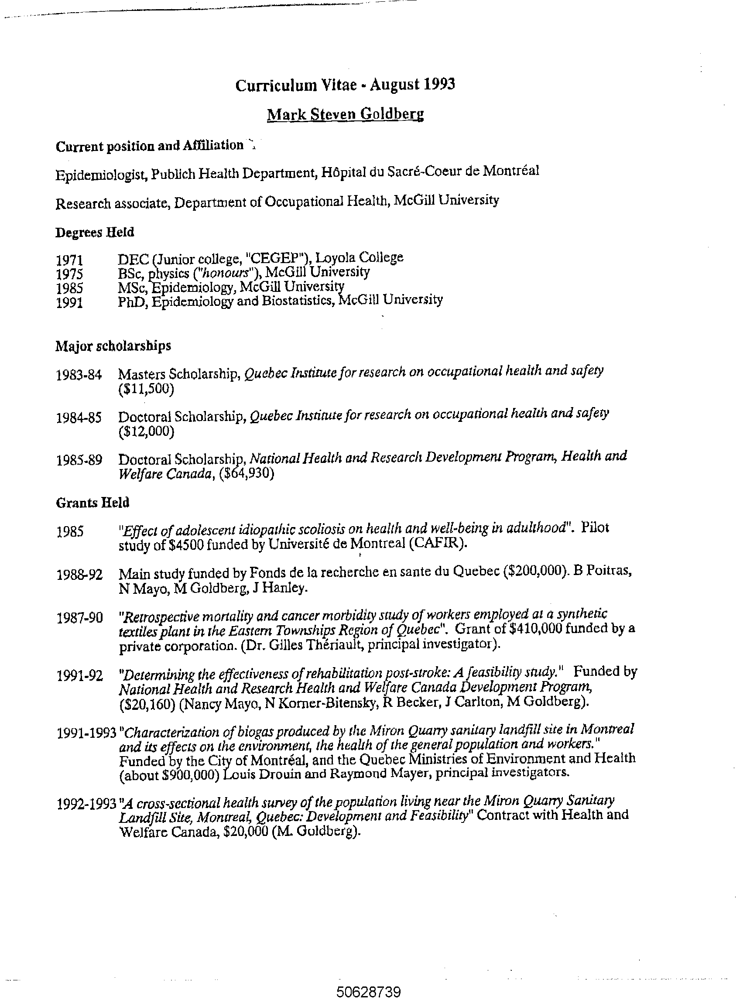 Curriculum Vitae - August 1993
Mark Steven Goldberg
Current position and Affiliation
Epidemiologist, Publich Health Department, Hôpital du Sacré-Coeur de Montréal
Research associate, Department of Occupational Health, McGill University
Degrees Held
1971 DEC (Junior college, "CEGEP"), Loyola College
1975 BSc, physics ("honours"), McGill University
1985 MSc, Epidemiology, McGill University
1991 PhD, Epidemiology and Biostatistics, McGill University
Major scholarships
1983-84 Masters Scholarship, Quebec Institute for research on occupational health and safety
($11,500)
1984-85 Doctoral Scholarship, Quebec Institute for research on occupational health and safety
($12,000)
1985-89 Doctoral Scholarship, National Health and Research Development Program, Health and
Welfare Canada, ($64,930)
Grants Held
1985 "Effect of adolescent idiopathic scoliosis on health and well-being in adulthood". Pilot
study of $4500 funded by Université de Montreal (CAFIR).
1988-92 Main study funded by Fonds de la recherche en sante du Quebec ($200,000). B Poitras,
N Mayo, M Goldberg, J Hanley.
1987-90 "Retrospective mortality and cancer morbidity study of workers employed at a synthetic
textiles plant in the Eastern Townships Region of Quebec". Grant of $410,000 funded by a
private corporation. (Dr. Gilles Thériault, principal investigator).
1991-92 "Determining the effectiveness of rehabilitation post-stroke: A feasibility study." Funded by
National Health and Research Health and Welfare Canada Development Program,
($20,160) (Nancy Mayo, N Korner-Bitensky, R Becker, J Carlton, M Goldberg).
1991-1993 "Characterization of biogas produced by the Miron Quarry sanitary landfill site in Montreal
and its effects on the environment, the health of the general population and workers."
Funded by the City of Montréal, and the Quebec Ministries of Environment and Health
(about $900,000) Louis Drouin and Raymond Mayer, principal investigators.
1992-1993 "A cross-sectional health survey of the population living near the Miron Quarry Sanitary
Landfill Site, Montreal, Quebec: Development and Feasibility" Contract with Health and
Welfare Canada, $20,000 (M. Goldberg).
50628739